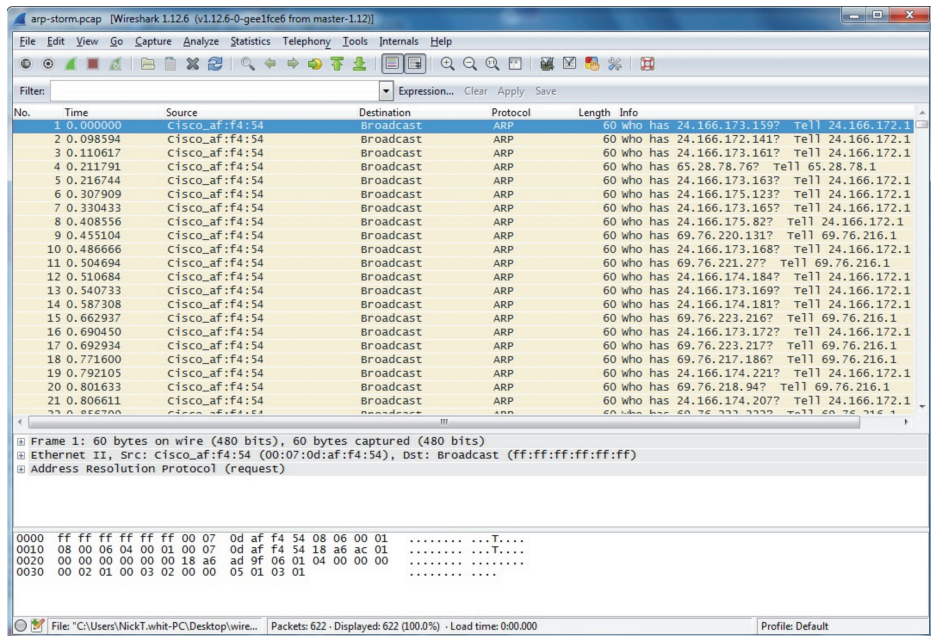 arp-storm.pcap [Wireshark 1.12.6 (v1.12.6-0-gee1fce6 from master-1.12)]
File Edit View Go Capture Analyze Statistics Telephony Tools Internals Help
Filter: Expression... Clear Apply Save
No. Time Source Destination Protocol Length Info
1 0.000000 Cisco_af:f4:54 Broadcast ARP 60 who has 24.166.173.159? Tell 24.166.172.1
2 0.098594 Cisco_af:f4:54 Broadcast ARP 60 who has 24.166.172.141? Tell 24.166.172.1
3 0.110617 Cisco_af:f4:54 Broadcast ARP 60 who has 24.166.173.161? Tell 24.166.172.1
4 0.211791 Cisco_af:f4:54 Broadcast ARP 60 who has 65.28.78.76? Tell 65.28.78.1
5 0.216744 Cisco_af:f4:54 Broadcast ARP 60 who has 24.166.173.163? Tell 24.166.172.1
6 0.307909 Cisco_af:f4:54 Broadcast ARP 60 who has 24.166.175.123? Tell 24.166.172.1
7 0.330433 Cisco_af:f4:54 Broadcast ARP 60 who has 24.166.173.165? Tell 24.166.172.1
8 0.408556 Cisco_af:f4:54 Broadcast ARP 60 who has 24.166.175.82? Tell 24.166.172.1
9 0.455104 Cisco_af:f4:54 Broadcast ARP 60 who has 69.76.220.131? Tell 69.76.216.1
10 0.486666 Cisco_af:f4:54 Broadcast ARP 60 who has 24.166.173.168? Tell 24.166.172.1
11 0.504694 Cisco_af:f4:54 Broadcast ARP 60 who has 69.76.221.27? Tell 69.76.216.1
12 0.510684 Cisco_af:f4:54 Broadcast ARP 60 who has 24.166.174.184? Tell 24.166.172.1
13 0.540733 Cisco_af:f4:54 Broadcast ARP 60 who has 24.166.173.169? Tell 24.166.172.1
14 0.587308 Cisco_af:f4:54 Broadcast ARP 60 who has 24.166.174.181? Tell 24.166.172.1
15 0.662937 Cisco_af:f4:54 Broadcast ARP 60 who has 69.76.223.216? Tell 69.76.216.1
16 0.690450 Cisco_af:f4:54 Broadcast ARP 60 who has 24.166.173.172? Tell 24.166.172.1
17 0.692934 Cisco_af:f4:54 Broadcast ARP 60 who has 69.76.223.217? Tell 69.76.216.1
18 0.771600 Cisco_af:f4:54 Broadcast ARP 60 who has 69.76.217.186? Tell 69.76.216.1
19 0.792105 Cisco_af:f4:54 Broadcast ARP 60 who has 24.166.174.221? Tell 24.166.172.1
20 0.801633 Cisco_af:f4:54 Broadcast ARP 60 who has 69.76.218.94? Tell 69.76.216.1
21 0.806611 Cisco_af:f4:54 Broadcast ARP 60 who has 24.166.174.207? Tell 24.166.172.1
Frame 1: 60 bytes on wire (480 bits), 60 bytes captured (480 bits)
Ethernet II, Src: Cisco_af:f4:54 (00:07:0d:af:f4:54), Dst: Broadcast (ff:ff:ff:ff:ff:ff)
Address Resolution Protocol (request)
0000 ff ff ff ff ff ff 00 07 0d af f4 54 08 06 00 01 ........ ...T....
0010 08 00 06 04 00 01 00 07 0d af f4 54 18 a6 ac 01 ........ ...T....
0020 00 00 00 00 00 00 18 a6 ad 9f 06 01 04 00 00 00 ........ ........
0030 00 02 01 00 03 02 00 00 05 01 03 01 ........ ....
File: "C:\Users\NickT.whit-PC\Desktop\wire... Packets: 622 · Displayed: 622 (100.0%) · Load time: 0:00.000 Profile: Default